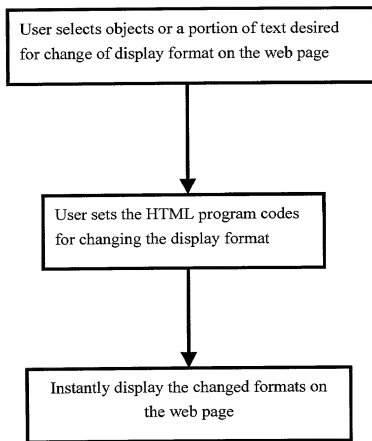 User selects objects or a portion of text desired
for change of display format on the web page
User sets the HTML program codes
for changing the display format
Instantly display the changed formats on
the web page